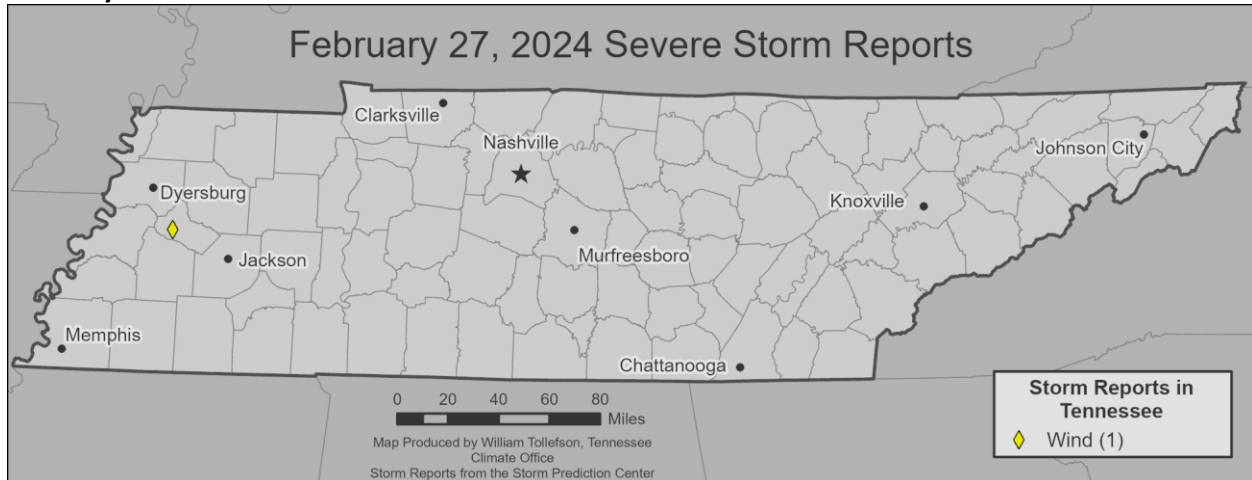 February 27, 2024 Severe Storm Reports
Clarksville
Nashville
Johnson City
Dyersburg
Knoxville
Murfreesboro
Jackson
Memphis
Chattanooga
0 20 40 60 80
Miles
Map Produced by William Tollefson, Tennessee
Climate Office
Storm Reports from the Storm Prediction Center
Storm Reports in
Tennessee
Wind (1)